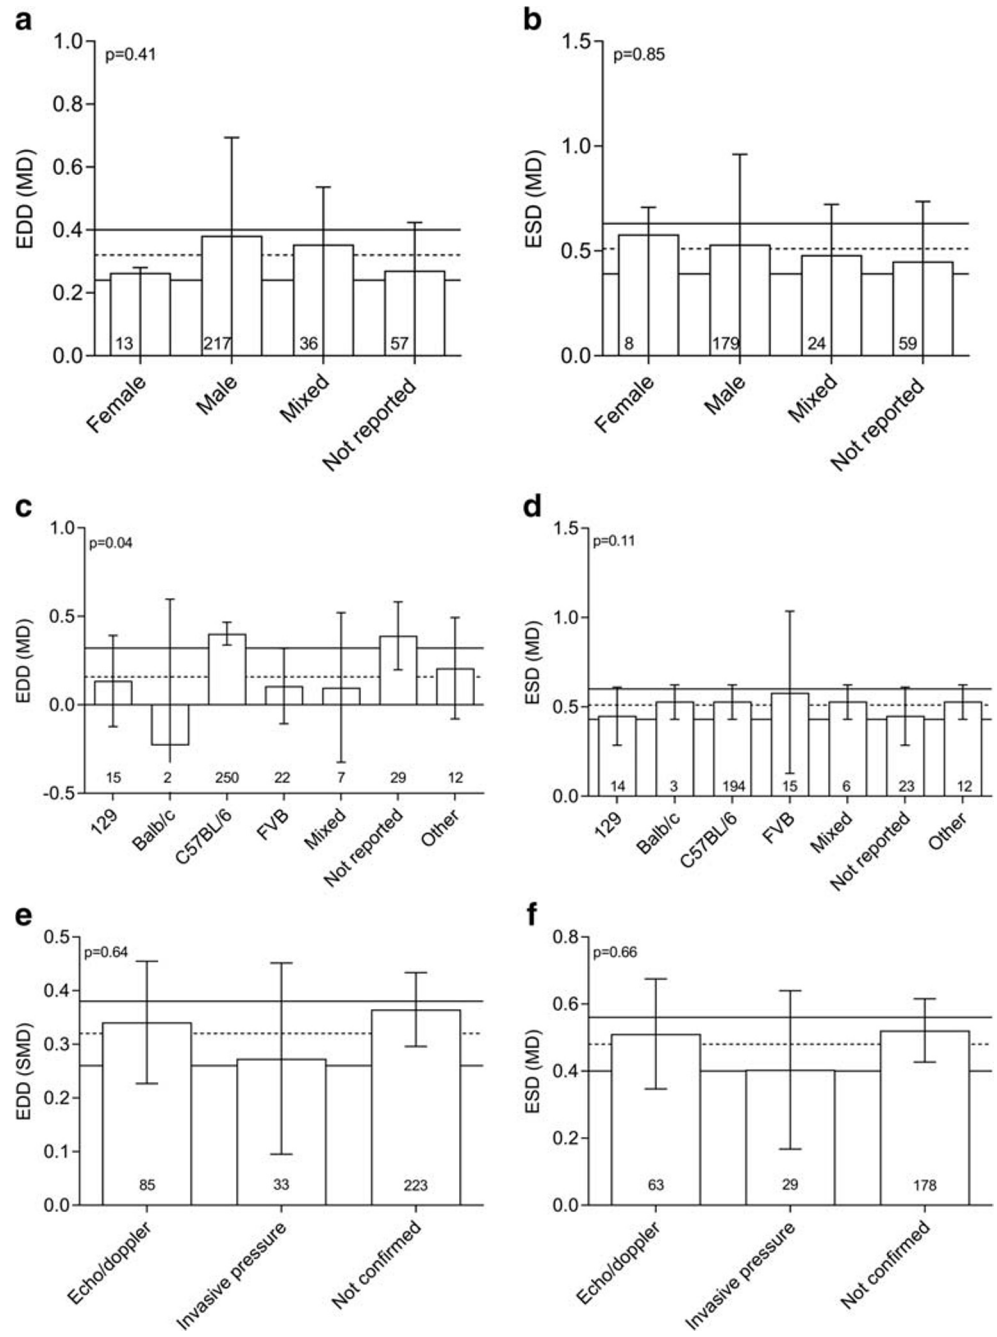 a
p=0.41
EDD (MD)
1.0
0.8
0.6
0.4
0.2
0.0
13
217
36
57
Female
Male
Mixed
Not reported
b
p=0.85
ESD (MD)
1.5
1.0
0.5
0.0
8
179
24
59
Female
Male
Mixed
Not reported
c
p=0.04
EDD (MD)
1.0
0.5
0.0
-0.5
15
2
250
22
7
29
12
129
Balb/c
C57BL/6
FVB
Mixed
Not reported
Other
d
p=0.11
ESD (MD)
1.5
1.0
0.5
0.0
14
3
194
15
6
23
12
129
Balb/c
C57BL/6
FVB
Mixed
Not reported
Other
e
p=0.64
EDD (SMD)
0.5
0.4
0.3
0.2
0.1
0.0
85
33
223
Echo/doppler
Invasive pressure
Not confirmed
f
p=0.66
ESD (MD)
0.8
0.6
0.4
0.2
0.0
63
29
178
Echo/doppler
Invasive pressure
Not confirmed